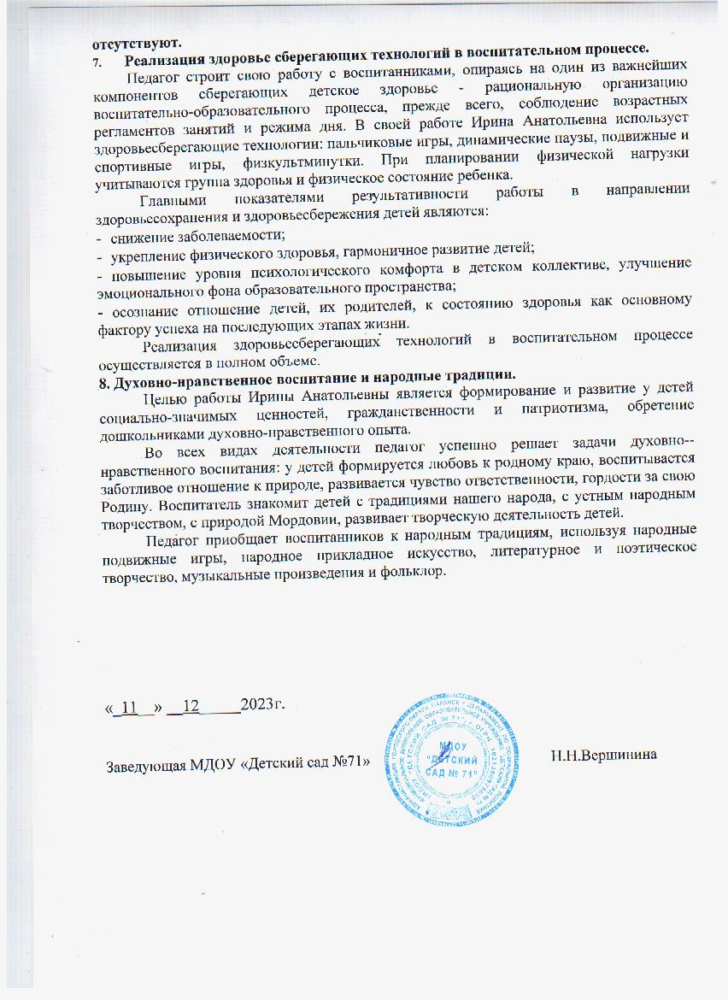 отсутствуют.
7. Реализация здоровье сберегающих технологий в воспитательном процессе.
Педагог строит свою работу с воспитанниками, опираясь на один из важнейших
компонентов сберегающих детское здоровье - рациональную организацию
воспитательно-образовательного процесса, прежде всего, соблюдение возрастных
регламентов занятий и режима дня. В своей работе Ирина Анатольевна использует
здоровьесберегающие технологии: пальчиковые игры, динамические паузы, подвижные и
спортивные игры, физкультминутки. При планировании физической нагрузки
учитываются группа здоровья и физическое состояние ребенка.
Главными показателями результативности работы в направлении
здоровьесохранения и здоровьесбережения детей являются:
- снижение заболеваемости;
- укрепление физического здоровья, гармоничное развитие детей;
- повышение уровня психологического комфорта в детском коллективе, улучшение
эмоционального фона образовательного пространства;
- осознание отношение детей, их родителей, к состоянию здоровья как основному
фактору успеха на последующих этапах жизни.
Реализация здоровьесберегающих технологий в воспитательном процессе
осуществляется в полном объеме.
8. Духовно-нравственное воспитание и народные традиции.
Целью работы Ирины Анатольевны является формирование и развитие у детей
социально-значимых ценностей, гражданственности и патриотизма, обретение
дошкольниками духовно-нравственного опыта.
Во всех видах деятельности педагог успешно решает задачи духовно--
нравственного воспитания: у детей формируется любовь к родному краю, воспитывается
заботливое отношение к природе, развивается чувство ответственности, гордости за свою
Родину. Воспитатель знакомит детей с традициями нашего народа, с устным народным
творчеством, с природой Мордовии, развивает творческую деятельность детей.
Педагог приобщает воспитанников к народным традициям, используя народные
подвижные игры, народное прикладное искусство, литературное и поэтическое
творчество, музыкальные произведения и фольклор.
«_11__» __12_____2023г.
Заведующая МДОУ «Детский сад №71»
МДОУ
"ДЕТСКИЙ
САД № 71"
Н.Н.Вершинина